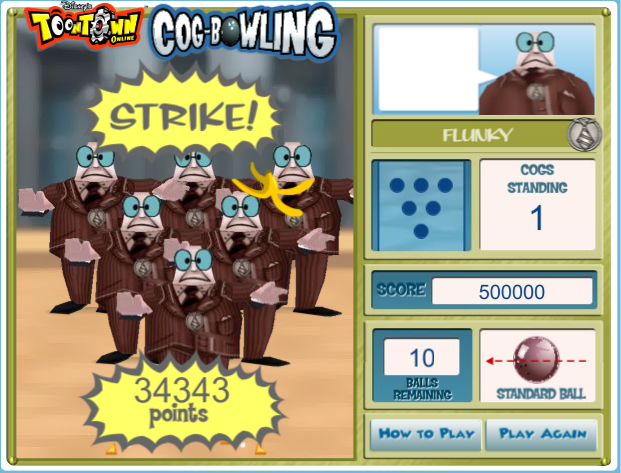 Disney's
TOONTOWN
ONLINE
COG-BOWLING
STRIKE!
FLUNKY
COGS
STANDING
1
SCORE 500000
10
BALLS
REMAINING
STANDARD BALL
34343
points
HOW TO PLAY
PLAY AGAIN